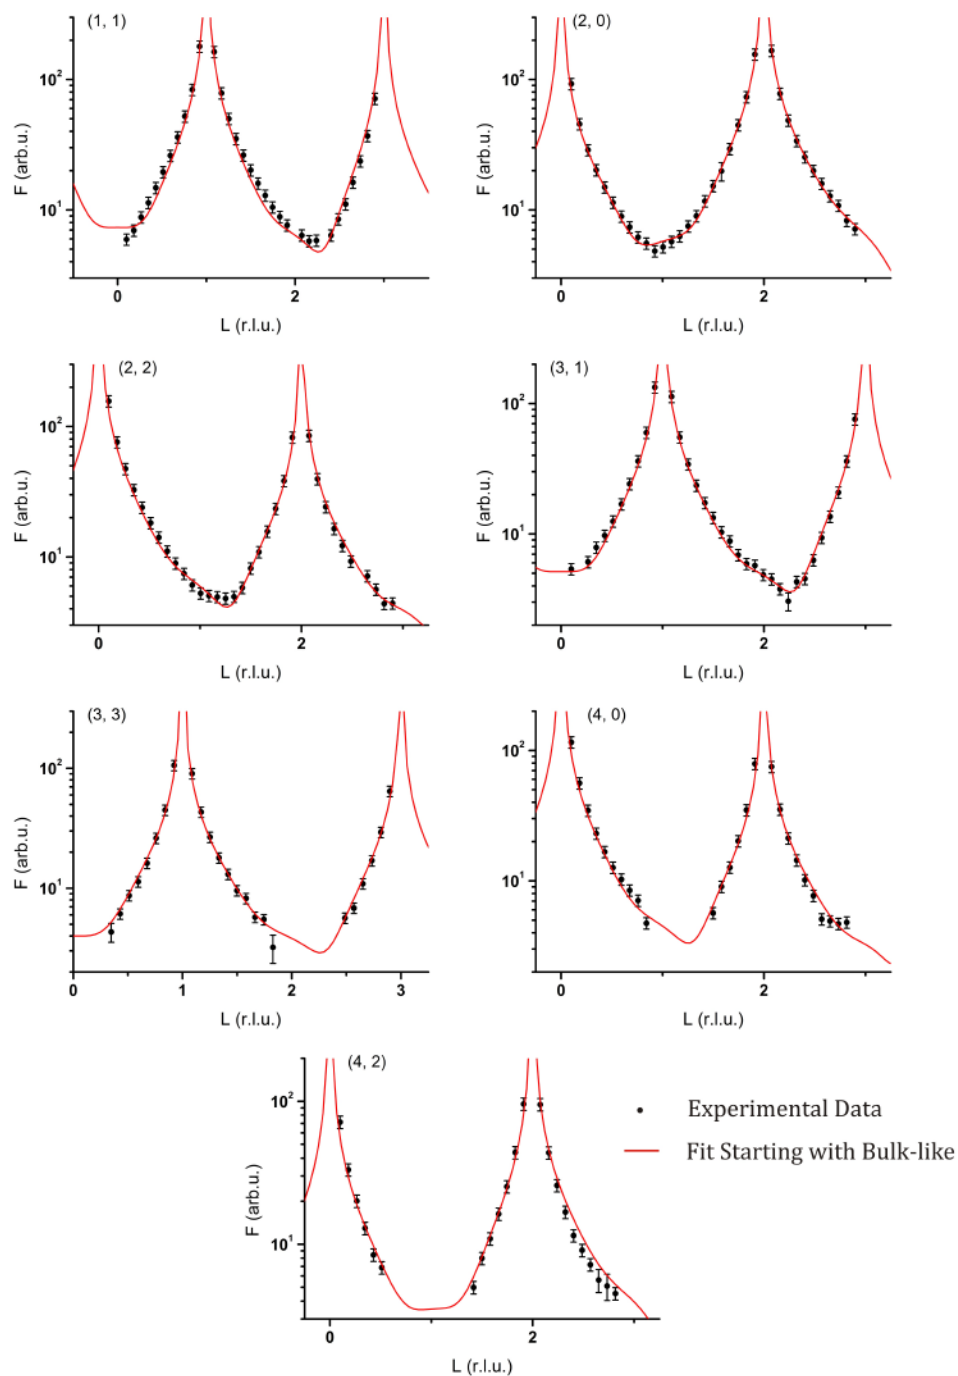 (1, 1)
F (arb.u.)
10²
10¹
0
2
L (r.l.u.)
(2, 0)
F (arb.u.)
10²
10¹
0
2
L (r.l.u.)
(2, 2)
F (arb.u.)
10²
10¹
0
2
L (r.l.u.)
(3, 1)
F (arb.u.)
10²
10¹
0
2
L (r.l.u.)
(3, 3)
F (arb.u.)
10²
10¹
0
1
2
3
L (r.l.u.)
(4, 0)
F (arb.u.)
10²
10¹
0
2
L (r.l.u.)
(4, 2)
F (arb.u.)
10²
10¹
0
2
L (r.l.u.)
Experimental Data
Fit Starting with Bulk-like